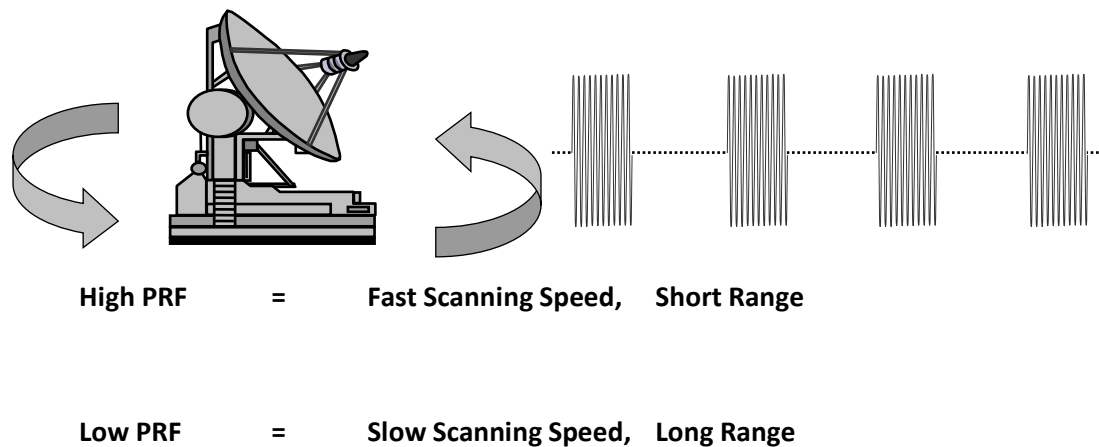 High PRF = Fast Scanning Speed, Short Range
Low PRF = Slow Scanning Speed, Long Range